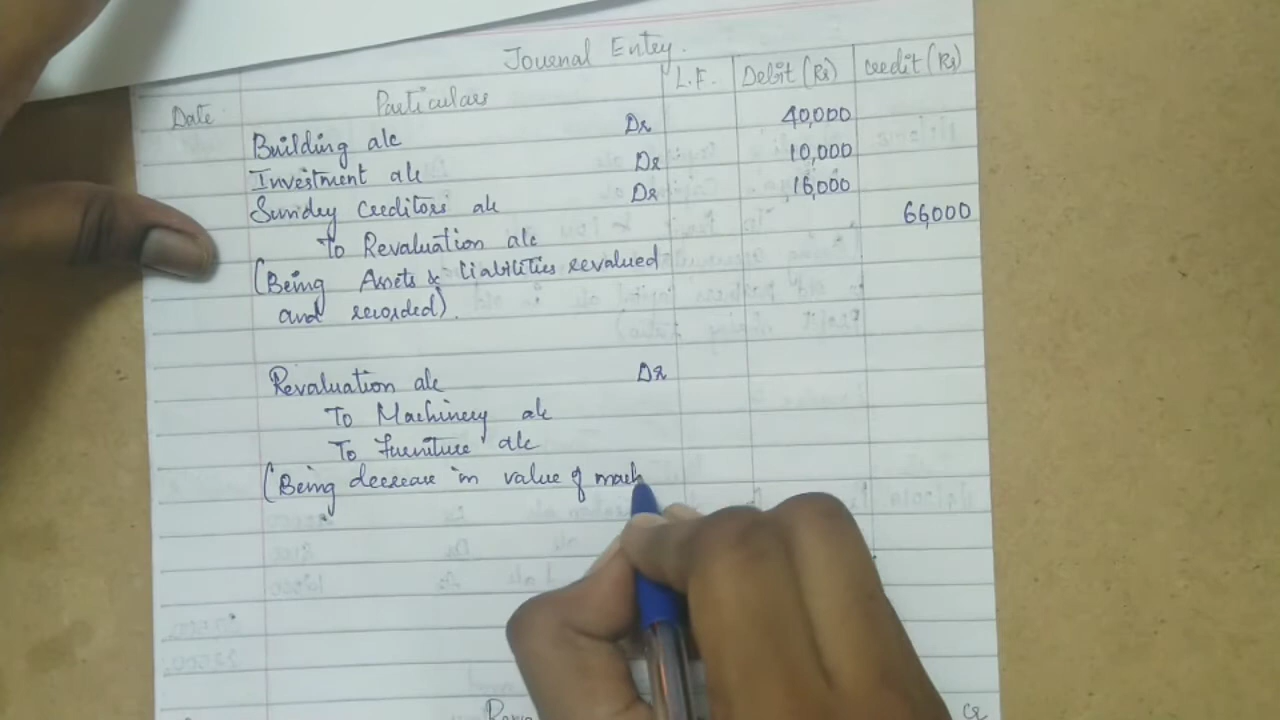 Journal Entry.
Date Particulars L.F. Debit (Rs) Credit (Rs)
Building a/c Dr 40,000
Investment a/c Dr 10,000
Sundry Creditors a/c Dr 16,000
To Revaluation a/c 66,000
(Being Assets & liabilities revalued
and recorded).
Revaluation a/c Dr
To Machinery a/c
To Furniture a/c
(Being decrease in value of mach